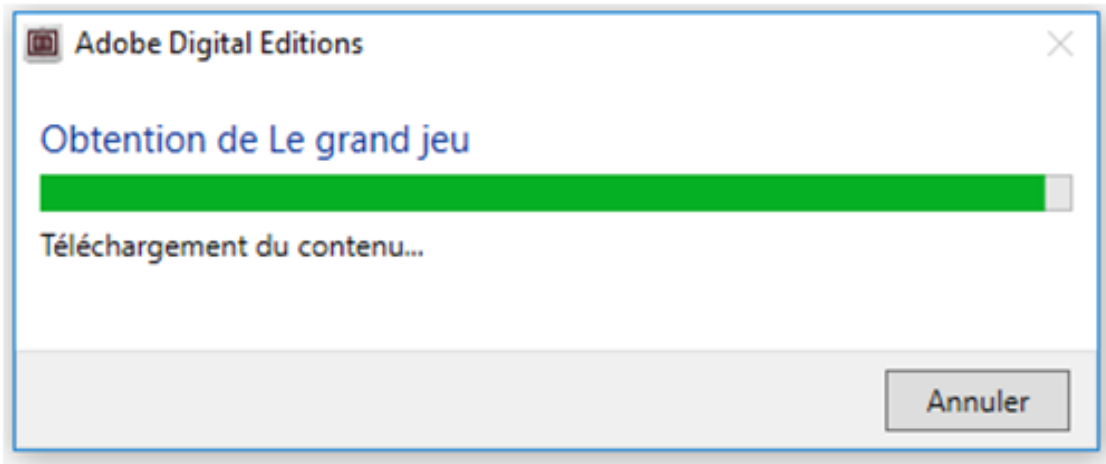 Adobe Digital Editions
Obtention de Le grand jeu
Téléchargement du contenu...
Annuler